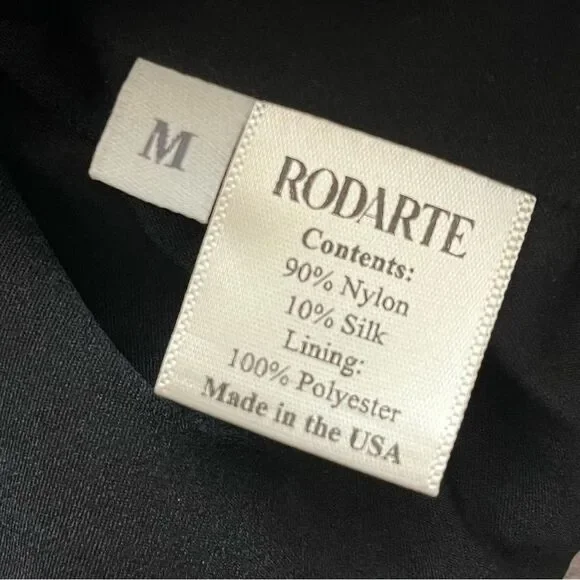 M
RODARTE
Contents:
90% Nylon
10% Silk
Lining:
100% Polyester
Made in the USA